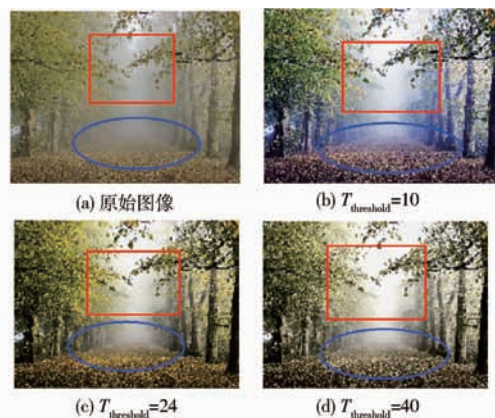 (a) 原始图像
(b) T_threshold=10
(c) T_threshold=24
(d) T_threshold=40